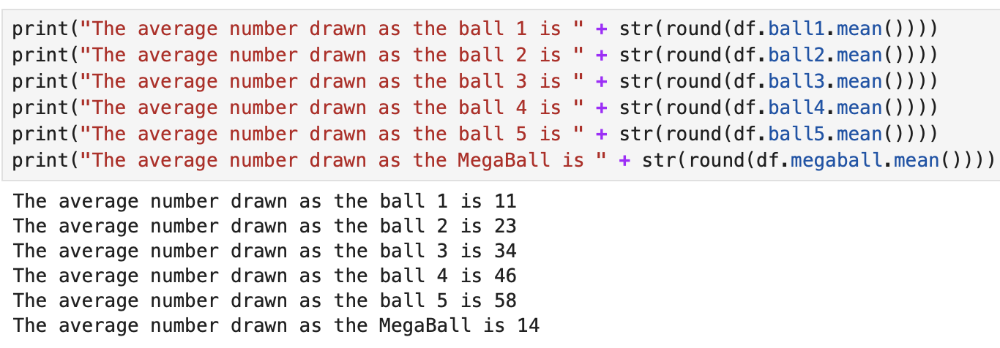 print("The average number drawn as the ball 1 is " + str(round(df.ball1.mean())))
print("The average number drawn as the ball 2 is " + str(round(df.ball2.mean())))
print("The average number drawn as the ball 3 is " + str(round(df.ball3.mean())))
print("The average number drawn as the ball 4 is " + str(round(df.ball4.mean())))
print("The average number drawn as the ball 5 is " + str(round(df.ball5.mean())))
print("The average number drawn as the MegaBall is " + str(round(df.megaball.mean())))
The average number drawn as the ball 1 is 11
The average number drawn as the ball 2 is 23
The average number drawn as the ball 3 is 34
The average number drawn as the ball 4 is 46
The average number drawn as the ball 5 is 58
The average number drawn as the MegaBall is 14